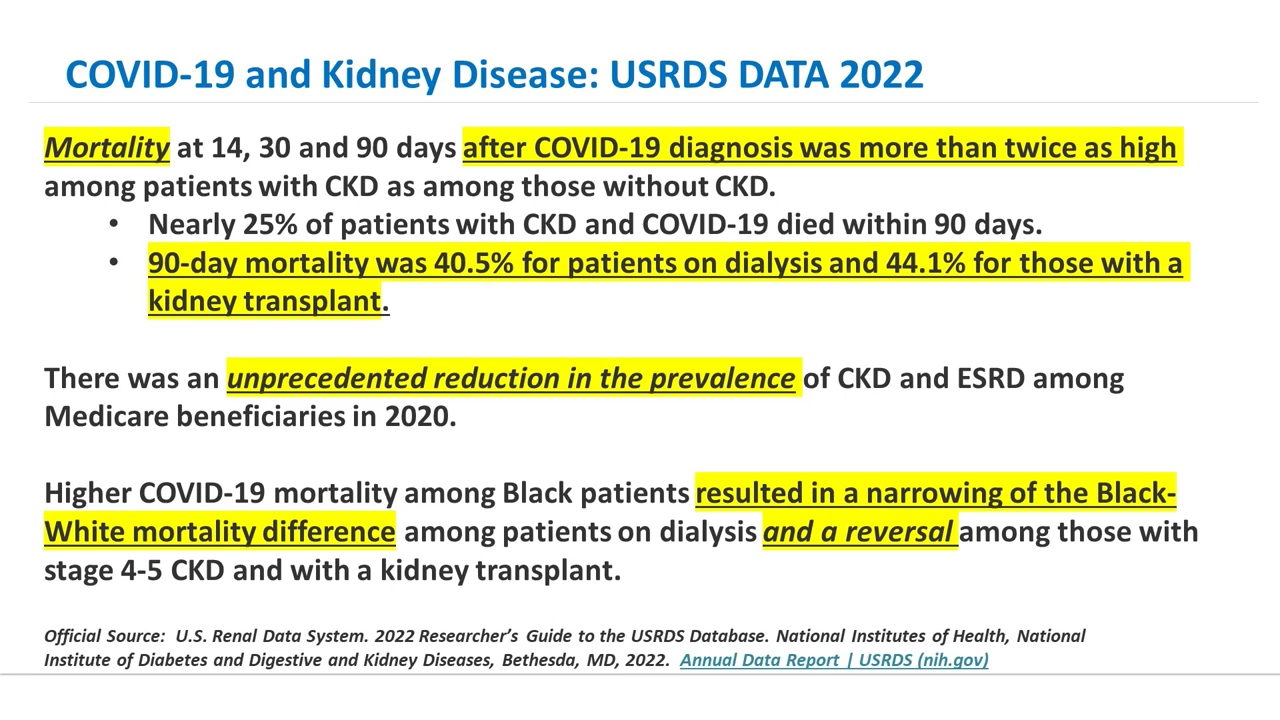 COVID-19 and Kidney Disease: USRDS DATA 2022
Mortality at 14, 30 and 90 days after COVID-19 diagnosis was more than twice as high
among patients with CKD as among those without CKD.
• Nearly 25% of patients with CKD and COVID-19 died within 90 days.
• 90-day mortality was 40.5% for patients on dialysis and 44.1% for those with a
kidney transplant.
There was an unprecedented reduction in the prevalence of CKD and ESRD among
Medicare beneficiaries in 2020.
Higher COVID-19 mortality among Black patients resulted in a narrowing of the Black-
White mortality difference among patients on dialysis and a reversal among those with
stage 4-5 CKD and with a kidney transplant.
Official Source: U.S. Renal Data System. 2022 Researcher’s Guide to the USRDS Database. National Institutes of Health, National
Institute of Diabetes and Digestive and Kidney Diseases, Bethesda, MD, 2022. Annual Data Report | USRDS (nih.gov)